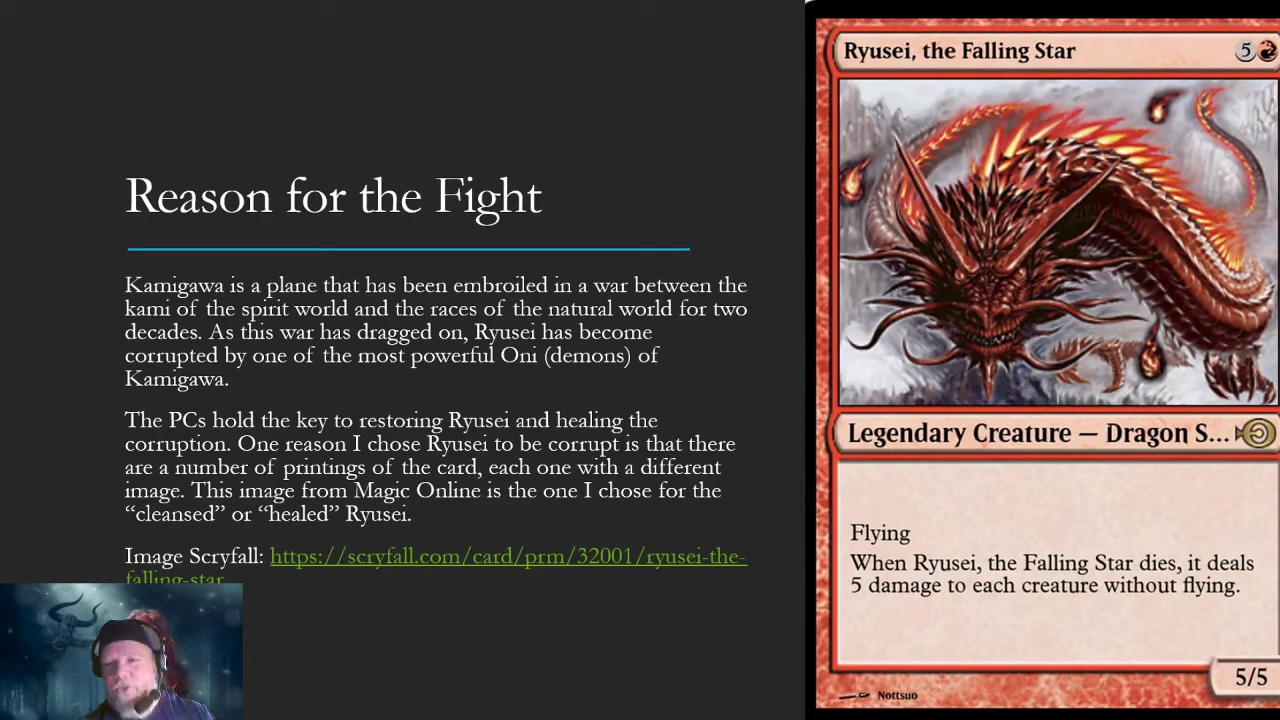 Reason for the Fight
Kamigawa is a plane that has been embroiled in a war between the
kami of the spirit world and the races of the natural world for two
decades. As this war has dragged on, Ryusei has become
corrupted by one of the most powerful Oni (demons) of
Kamigawa.
The PCs hold the key to restoring Ryusei and healing the
corruption. One reason I chose Ryusei to be corrupt is that there
are a number of printings of the card, each one with a different
image. This image from Magic Online is the one I chose for the
“cleansed” or “healed” Ryusei.
Image Scryfall: https://scryfall.com/card/prm/32001/ryusei-the-
falling-star
Ryusei, the Falling Star 5
Legendary Creature — Dragon S...
Flying
When Ryusei, the Falling Star dies, it deals
5 damage to each creature without flying.
5/5
Nottsuo